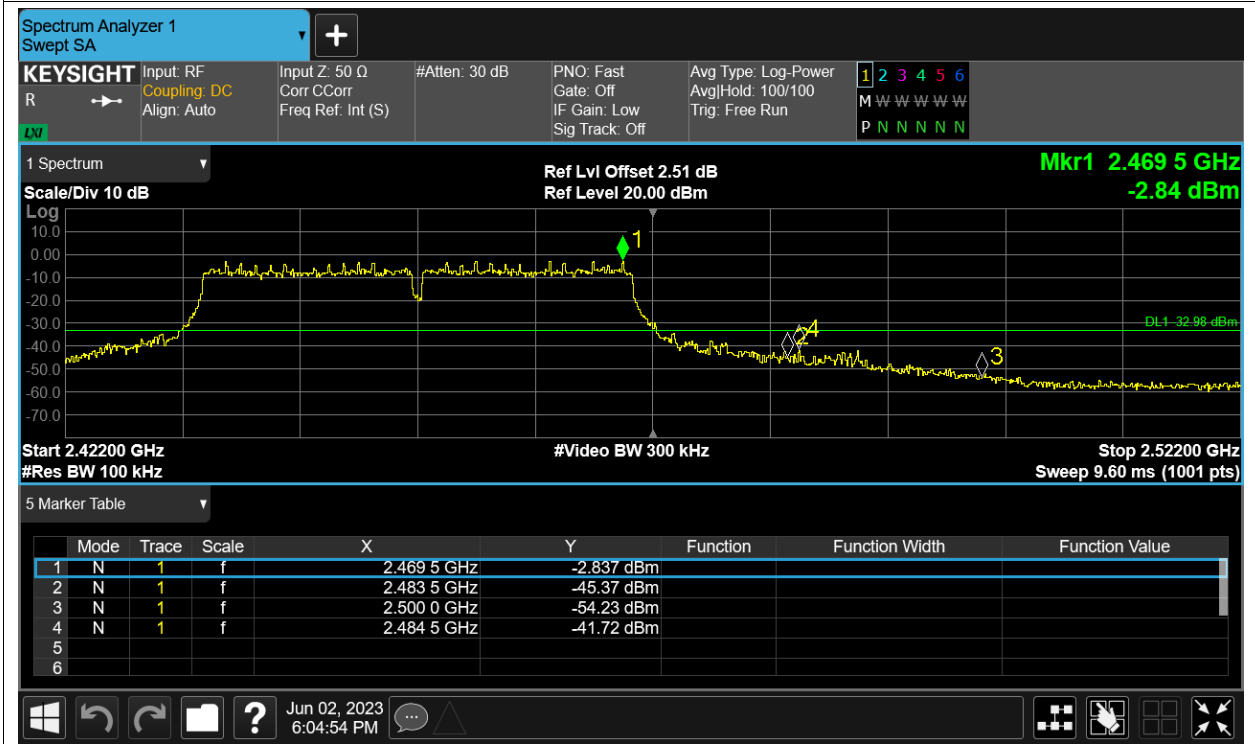 Spectrum Analyzer 1
Swept SA
+
KEYSIGHT Input: RF Input Z: 50 Ω #Atten: 30 dB PNO: Fast Avg Type: Log-Power 1 2 3 4 5 6
R Coupling: DC Corr CCorr Gate: Off Avg|Hold: 100/100 M W W W W W
Align: Auto Freq Ref: Int (S) IF Gain: Low Trig: Free Run
LXI Sig Track: Off P N N N N N
1 Spectrum Ref Lvl Offset 2.51 dB Mkr1 2.469 5 GHz
Scale/Div 10 dB Ref Level 20.00 dBm -2.84 dBm
Log
10.0
0.00
-10.0
-20.0
-30.0
-40.0
-50.0
-60.0
-70.0
1
2
4
3
DL1 -32.98 dBm
Start 2.42200 GHz #Video BW 300 kHz Stop 2.52200 GHz
#Res BW 100 kHz Sweep 9.60 ms (1001 pts)
5 Marker Table
Mode Trace Scale X Y Function Function Width Function Value
1 N 1 f 2.469 5 GHz -2.837 dBm
2 N 1 f 2.483 5 GHz -45.37 dBm
3 N 1 f 2.500 0 GHz -54.23 dBm
4 N 1 f 2.484 5 GHz -41.72 dBm
5
6
? Jun 02, 2023
6:04:54 PM